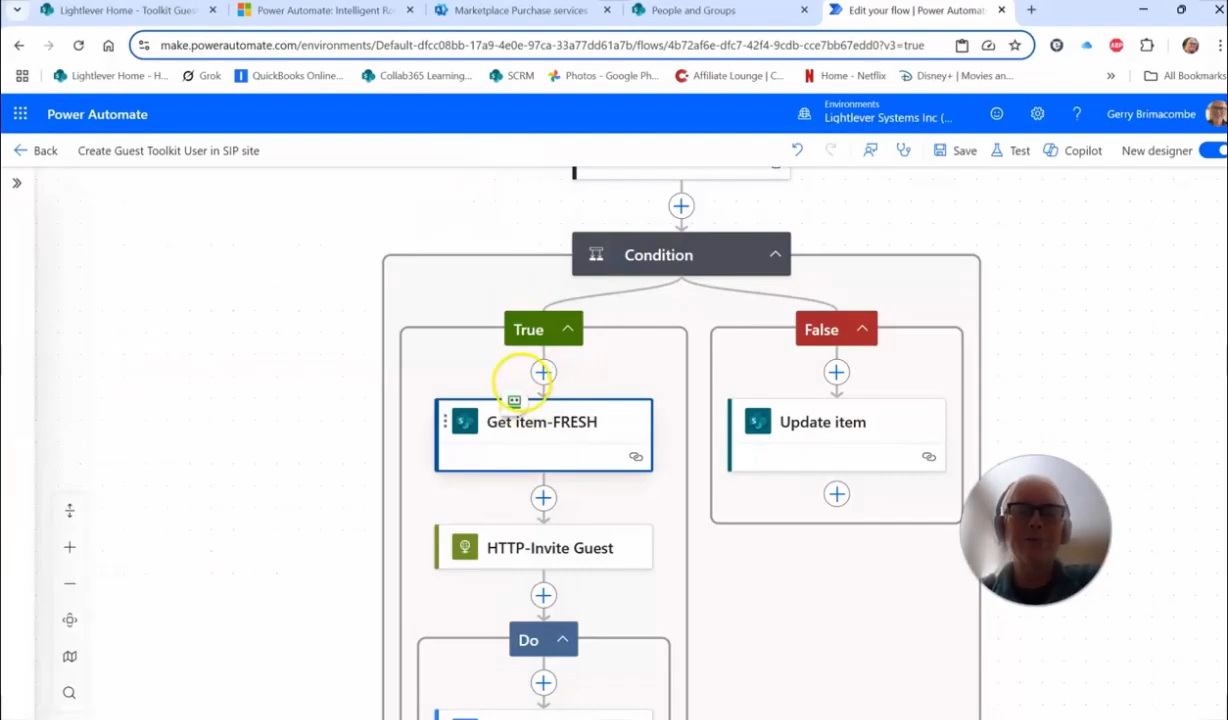 Lightlever Home - Toolkit Gues
Power Automate: Intelligent Ro
Marketplace Purchase services
People and Groups
Edit your flow | Power Automat
make.powerautomate.com/environments/Default-dfcc08bb-17a9-4e0e-97ca-33a77dd61a7b/flows/4b72af6e-dfc7-42f4-9cdb-cce7bb67edd0?v3=true
Lightlever Home - H...
Grok
QuickBooks Online...
Collab365 Learning...
SCRM
Photos - Google Ph...
Affiliate Lounge | C...
Home - Netflix
Disney+ | Movies an...
All Bookmarks
Power Automate
Environments
Lightlever Systems Inc (...
Gerry Brimacombe
Back
Create Guest Toolkit User in SIP site
Save
Test
Copilot
New designer
Condition
True
False
Get item-FRESH
Update item
HTTP-Invite Guest
Do